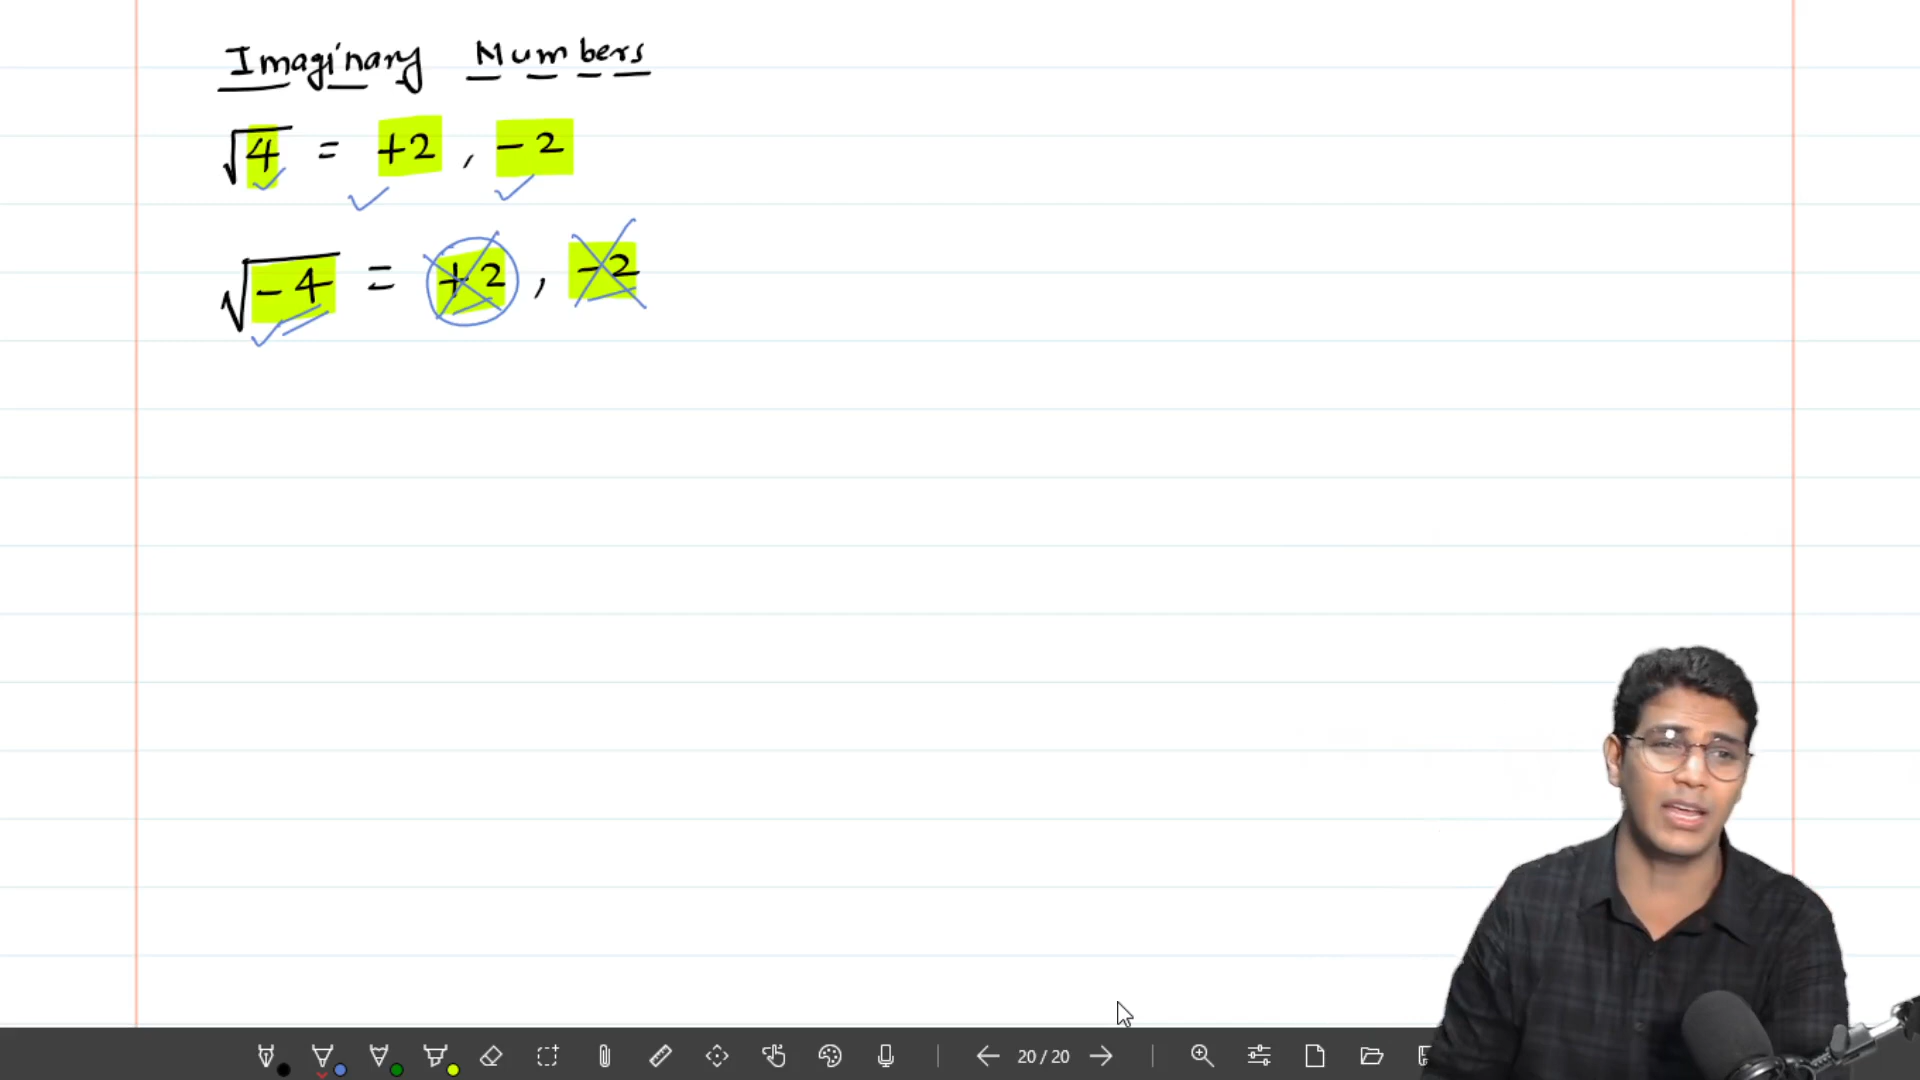 Imaginary Numbers
√4 = +2 , -2
√-4 = +2 , -2
20 / 20